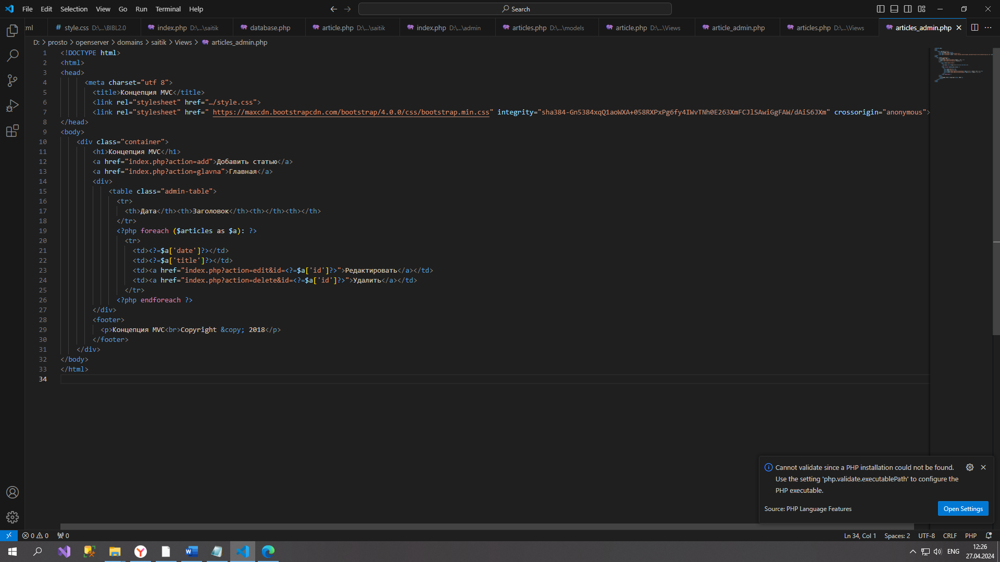 File Edit Selection View Go Run Terminal Help Search
ml # style.css D:\...\BIBL2.0 index.php D:\...\saitik database.php article.php D:\...\saitik index.php D:\...\admin articles.php D:\...\models article.php D:\...\Views article_admin.php articles.php D:\...\Views articles_admin.php
D: > prosto > openserver > domains > saitik > Views > articles_admin.php
1 <!DOCTYPE html>
2 <html>
3 <head>
4 <meta charset="utf 8">
5 <title>Концепция MVC</title>
6 <link rel="stylesheet" href="…/style.css">
7 <link rel="stylesheet" href=" https://maxcdn.bootstrapcdn.com/bootstrap/4.0.0/css/bootstrap.min.css" integrity="sha384-Gn5384xqQ1aoWXA+058RXPxPg6fy4IWvTNh0E263XmFCJlSAwiGgFAW/dAiS6JXm" crossorigin="anonymous">
8 </head>
9 <body>
10 <div class="container">
11 <h1>Концепция MVC</h1>
12 <a href="index.php?action=add">Добавить статью</a>
13 <a href="index.php?action=glavna">Главная</a>
14 <div>
15 <table class="admin-table">
16 <tr>
17 <th>Дата</th><th>Заголовок</th><th></th><th></th>
18 </tr>
19 <?php foreach ($articles as $a): ?>
20 <tr>
21 <td><?=$a['date']?></td>
22 <td><?=$a['title']?></td>
23 <td><a href="index.php?action=edit&id=<?=$a['id']?>">Редактировать</a></td>
24 <td><a href="index.php?action=delete&id=<?=$a['id']?>">Удалить</a></td>
25 </tr>
26 <?php endforeach ?>
27 </div>
28 <footer>
29 <p>Концепция MVC<br>Copyright &copy; 2018</p>
30 </footer>
31 </div>
32 </body>
33 </html>
34
Cannot validate since a PHP installation could not be found.
Use the setting 'php.validate.executablePath' to configure the
PHP executable.
Source: PHP Language Features Open Settings
0 0 0 Ln 34, Col 1 Spaces: 2 UTF-8 CRLF PHP
ENG 12:26
27.04.2024